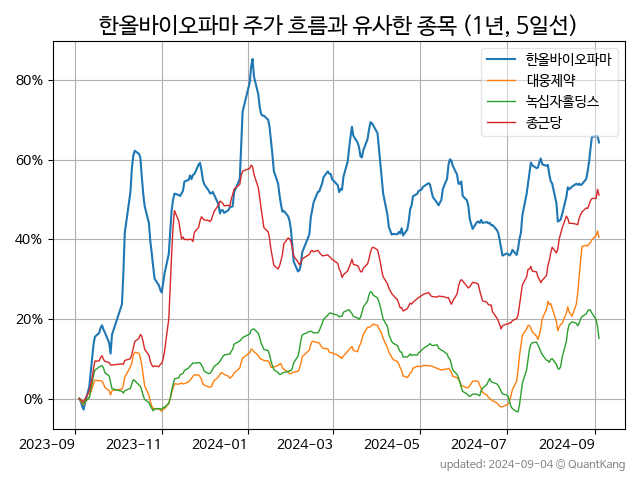 한올바이오파마 주가 흐름과 유사한 종목 (1년, 5일선)
한올바이오파마
대웅제약
녹십자홀딩스
종근당
80%
60%
40%
20%
0%
2023-09 2023-11 2024-01 2024-03 2024-05 2024-07 2024-09
updated: 2024-09-04 © QuantKang